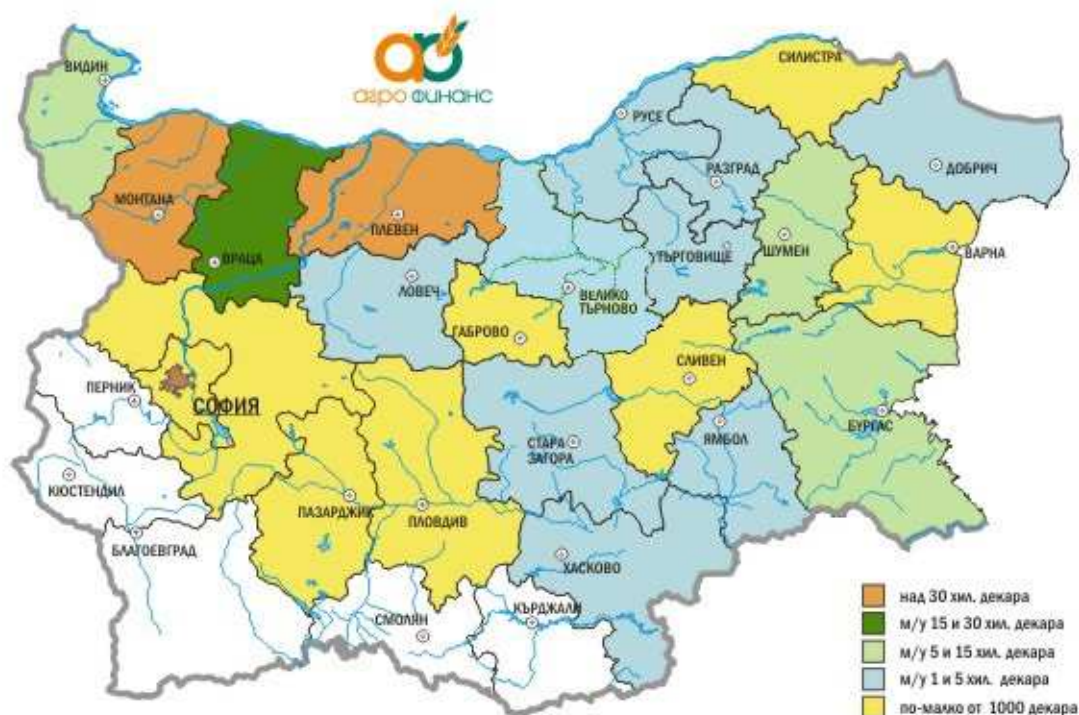 агро финанс
ВИДИН
СИЛИСТРА
РУСЕ
МОНТАНА
ПЛЕВЕН
РАЗГРАД
ДОБРИЧ
ВРАЦА
ЛОВЕЧ
ВЕЛИКО
ТЪРНОВО
ТЪРГОВИЩЕ
ШУМЕН
ВАРНА
ГАБРОВО
СЛИВЕН
ПЕРНИК
СОФИЯ
СТАРА
ЗАГОРА
ЯМБОЛ
БУРГАС
КЮСТЕНДИЛ
ПАЗАРДЖИК
ПЛОВДИВ
БЛАГОЕВГРАД
ХАСКОВО
СМОЛЯН
КЪРДЖАЛИ
над 30 хил. декара
м/у 15 и 30 хил. декара
м/у 5 и 15 хил. декара
м/у 1 и 5 хил. декара
по-малко от 1000 декара